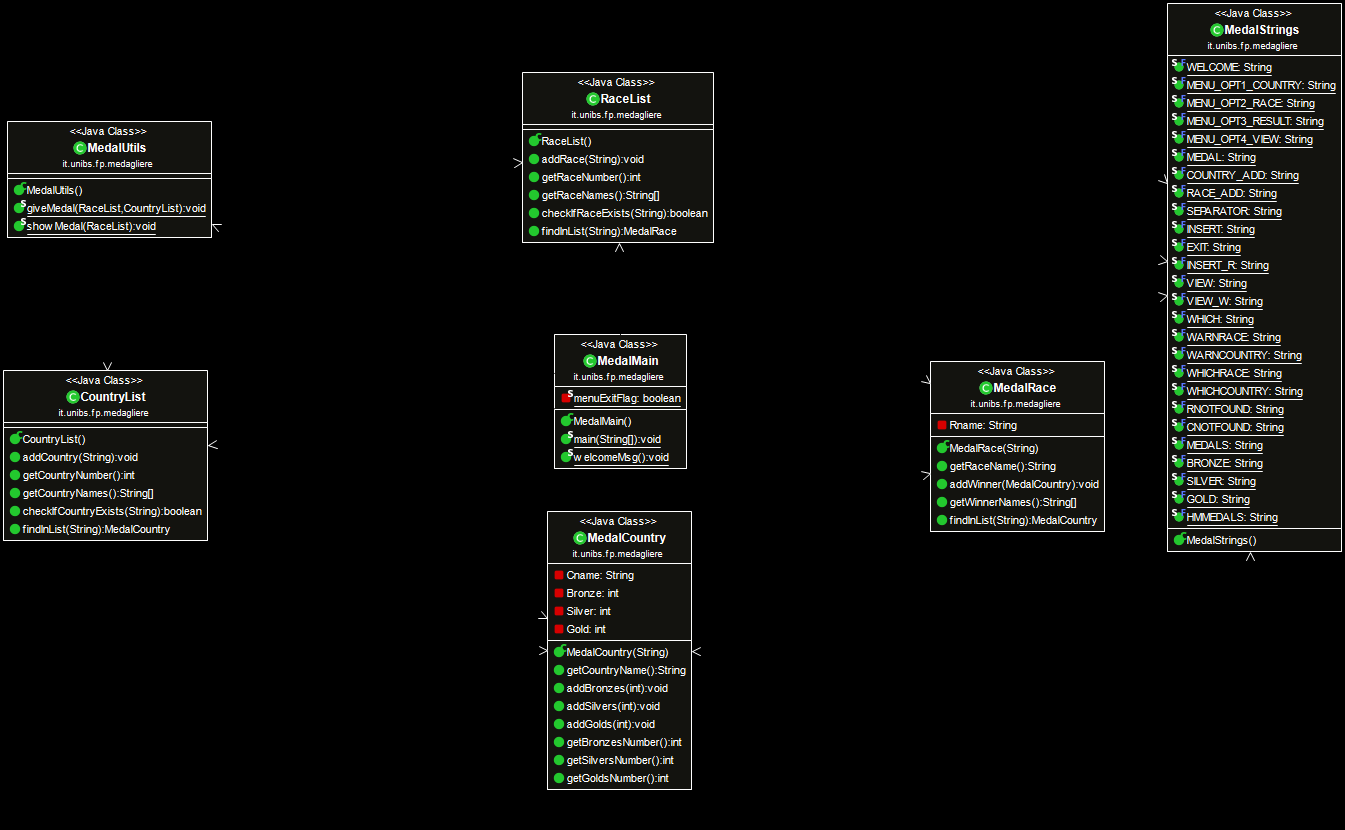 <<Java Class>>
MedalUtils
it.unibs.fp.medagliere
MedalUtils()
giveMedal(RaceList,CountryList):void
showMedal(RaceList):void
<<Java Class>>
CountryList
it.unibs.fp.medagliere
CountryList()
addCountry(String):void
getCountryNumber():int
getCountryNames():String[]
checkIfCountryExists(String):boolean
findInList(String):MedalCountry
<<Java Class>>
RaceList
it.unibs.fp.medagliere
RaceList()
addRace(String):void
getRaceNumber():int
getRaceNames():String[]
checkIfRaceExists(String):boolean
findInList(String):MedalRace
<<Java Class>>
MedalMain
it.unibs.fp.medagliere
menuExitFlag: boolean
MedalMain()
main(String[]):void
welcomeMsg():void
<<Java Class>>
MedalCountry
it.unibs.fp.medagliere
Cname: String
Bronze: int
Silver: int
Gold: int
MedalCountry(String)
getCountryName():String
addBronzes(int):void
addSilvers(int):void
addGolds(int):void
getBronzesNumber():int
getSilversNumber():int
getGoldsNumber():int
<<Java Class>>
MedalRace
it.unibs.fp.medagliere
Rname: String
MedalRace(String)
getRaceName():String
addWinner(MedalCountry):void
getWinnerNames():String[]
findInList(String):MedalCountry
<<Java Class>>
MedalStrings
it.unibs.fp.medagliere
WELCOME: String
MENU_OPT1_COUNTRY: String
MENU_OPT2_RACE: String
MENU_OPT3_RESULT: String
MENU_OPT4_VIEW: String
MEDAL: String
COUNTRY_ADD: String
RACE_ADD: String
SEPARATOR: String
INSERT: String
EXIT: String
INSERT_R: String
VIEW: String
VIEW_W: String
WHICH: String
WARNRACE: String
WARNCOUNTRY: String
WHICHRACE: String
WHICHCOUNTRY: String
RNOTFOUND: String
CNOTFOUND: String
MEDALS: String
BRONZE: String
SILVER: String
GOLD: String
HMMEDALS: String
MedalStrings()